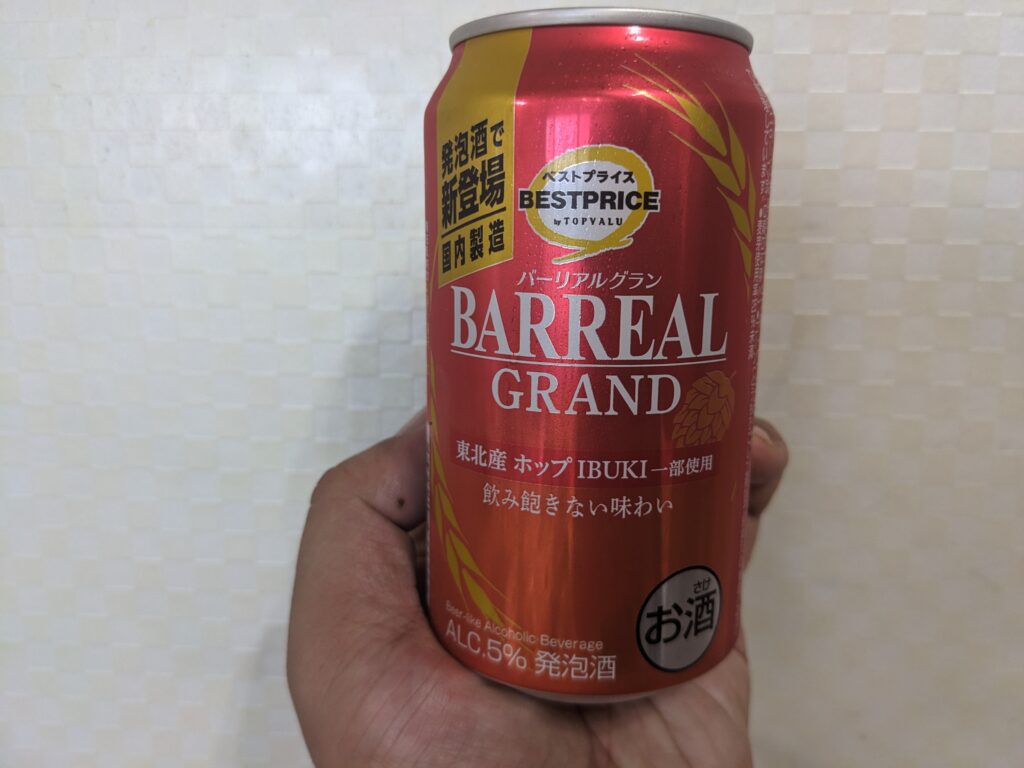 発泡酒で
新登場
国内製造
ベストプライス
BESTPRICE
by TOPVALU
バーリアルグラン
BARREAL
GRAND
東北産 ホップ IBUKI 一部使用
飲み飽きない味わい
さけ
お酒
Beer-like Alcoholic Beverage
ALC.5% 発泡酒